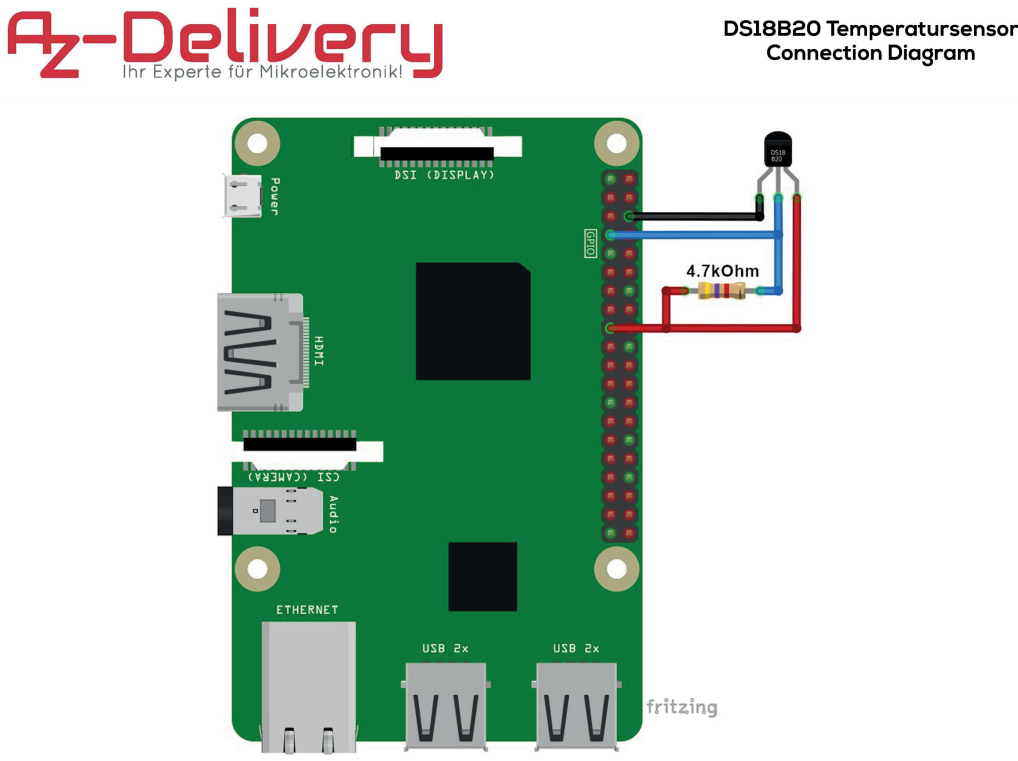 Az-Delivery
Ihr Experte für Mikroelektronik!
DS18B20 Temperatursensor
Connection Diagram
DSI (DISPLAY)
Power
DS18
B20
GPIO
4.7kOhm
HDMI
CSI (CAMERA)
Audio
ETHERNET
USB 2x
USB 2x
fritzing